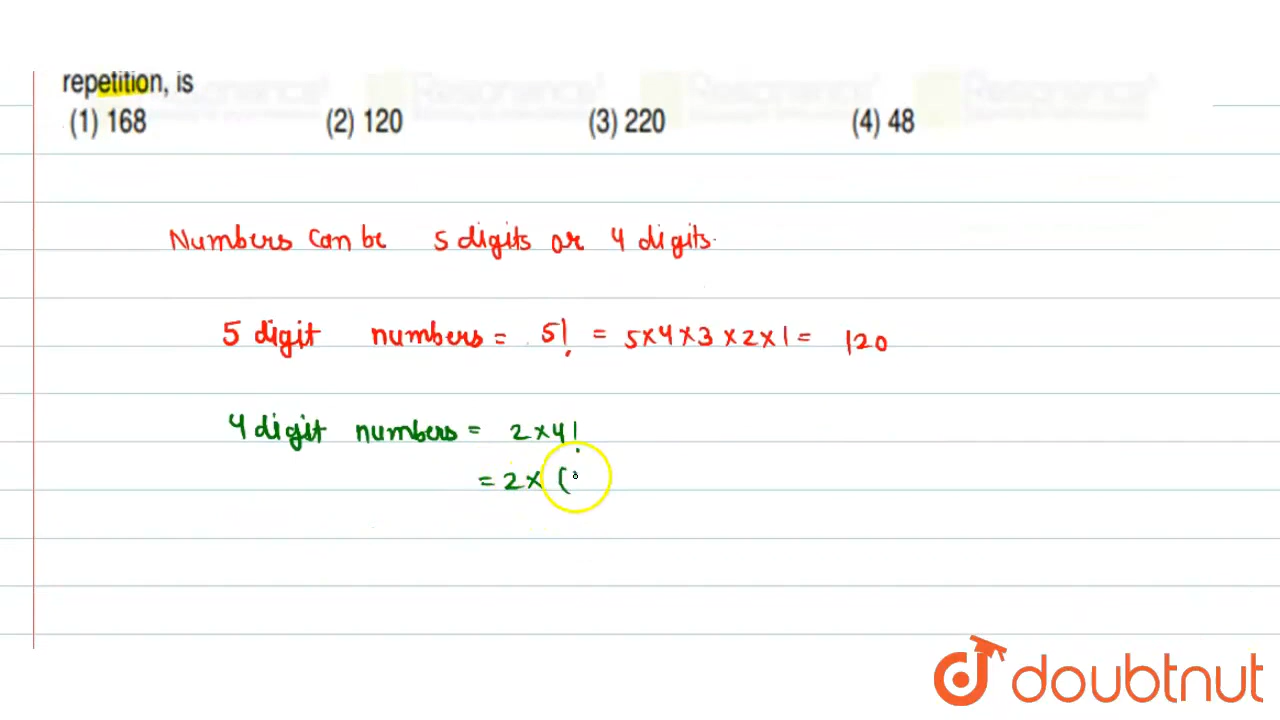 repetition, is
(1) 168 (2) 120 (3) 220 (4) 48
Numbers can be 5 digits or 4 digits.
5 digit numbers = 5! = 5×4×3×2×1 = 120
4 digit numbers = 2×4!
= 2× (
doubtnut